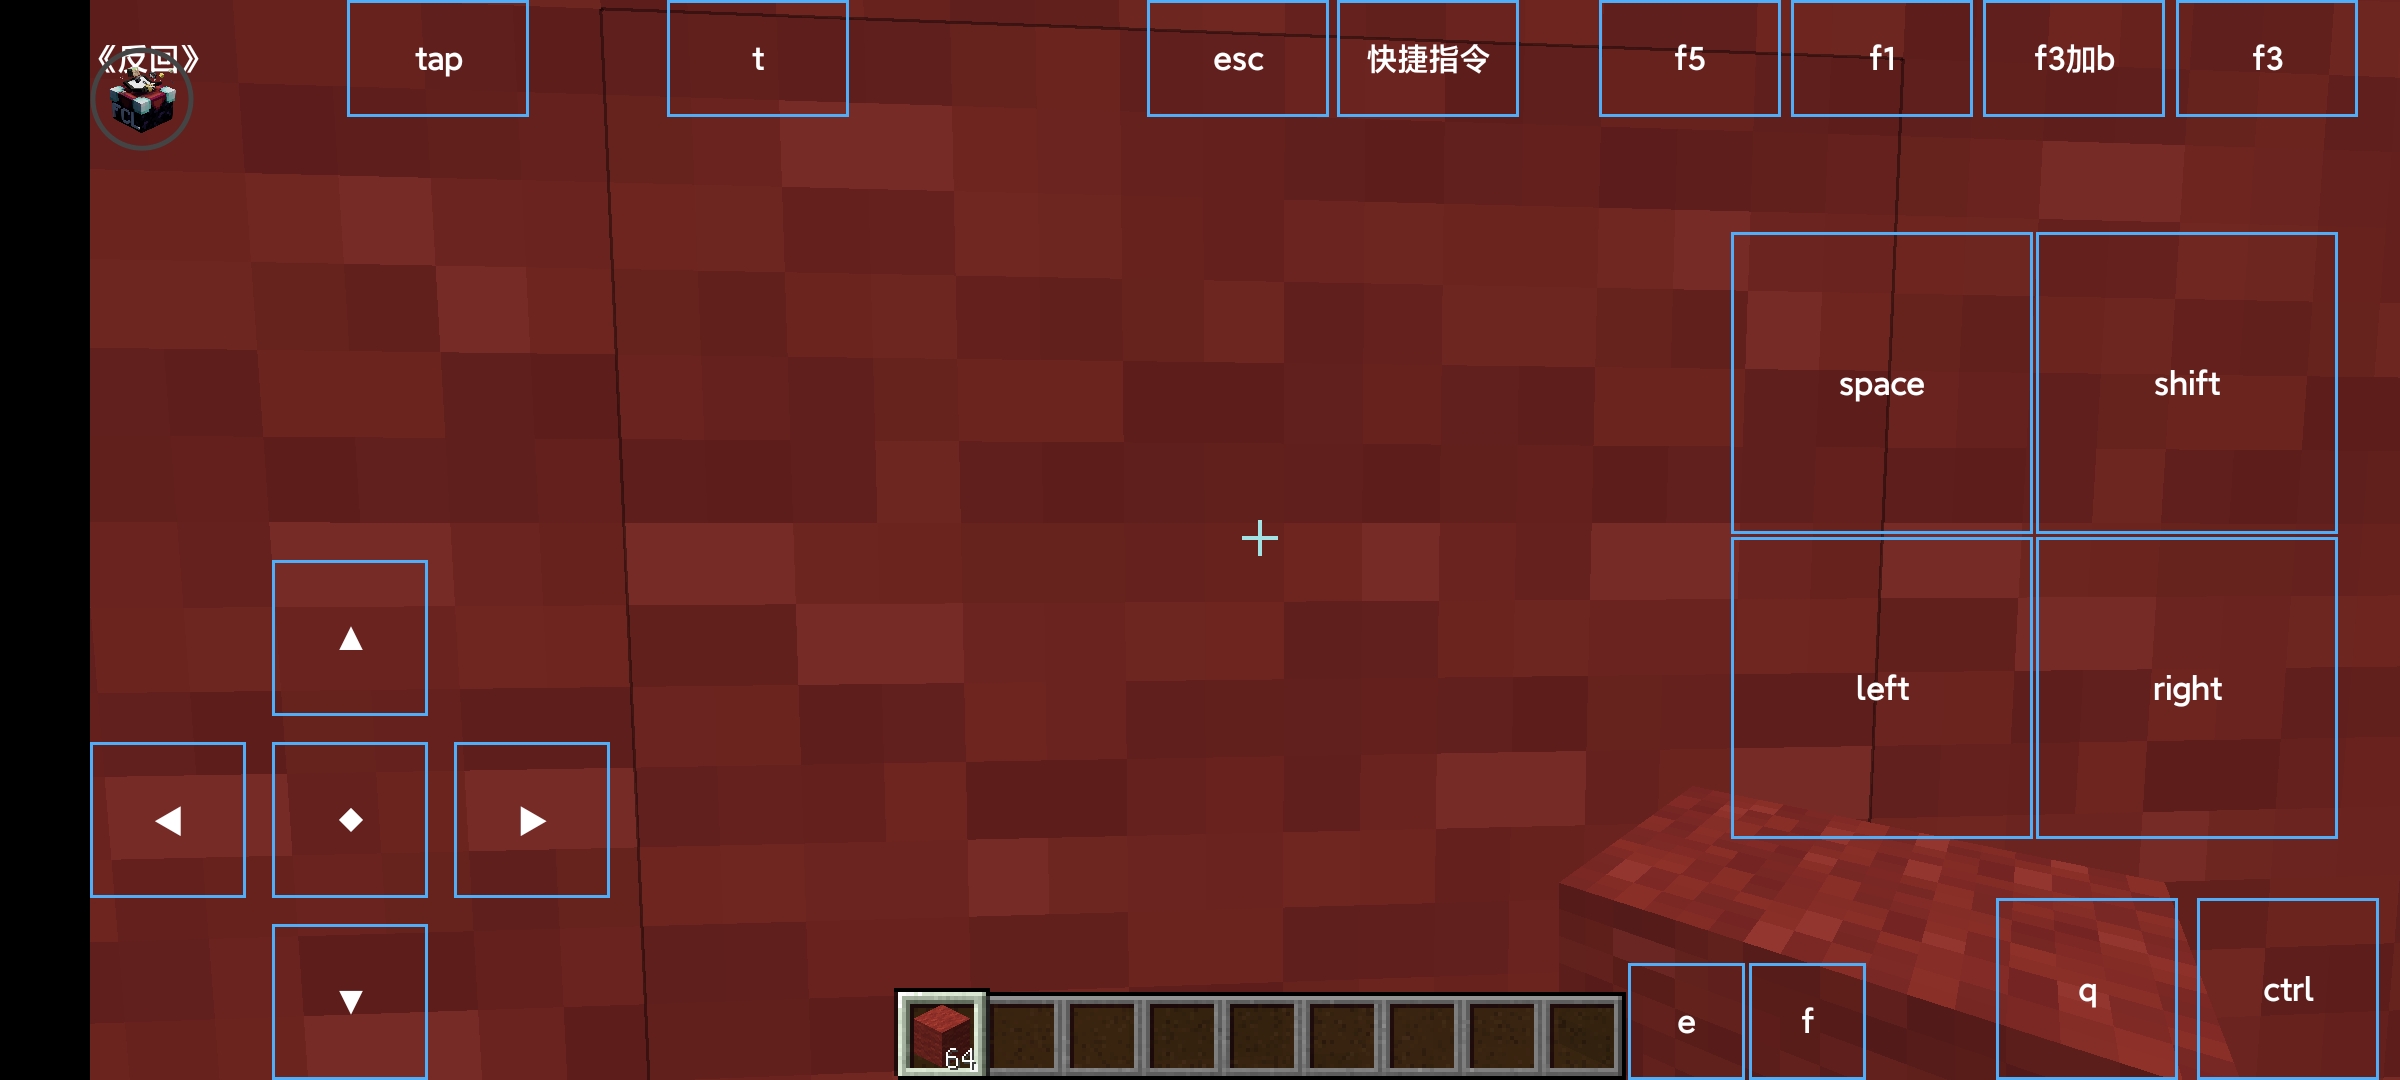 《反回》
tap
t
esc
快捷指令
f5
f1
f3加b
f3
FCL
space
shift
▲
left
right
◀
◆
▶
▼
64
e
f
q
ctrl